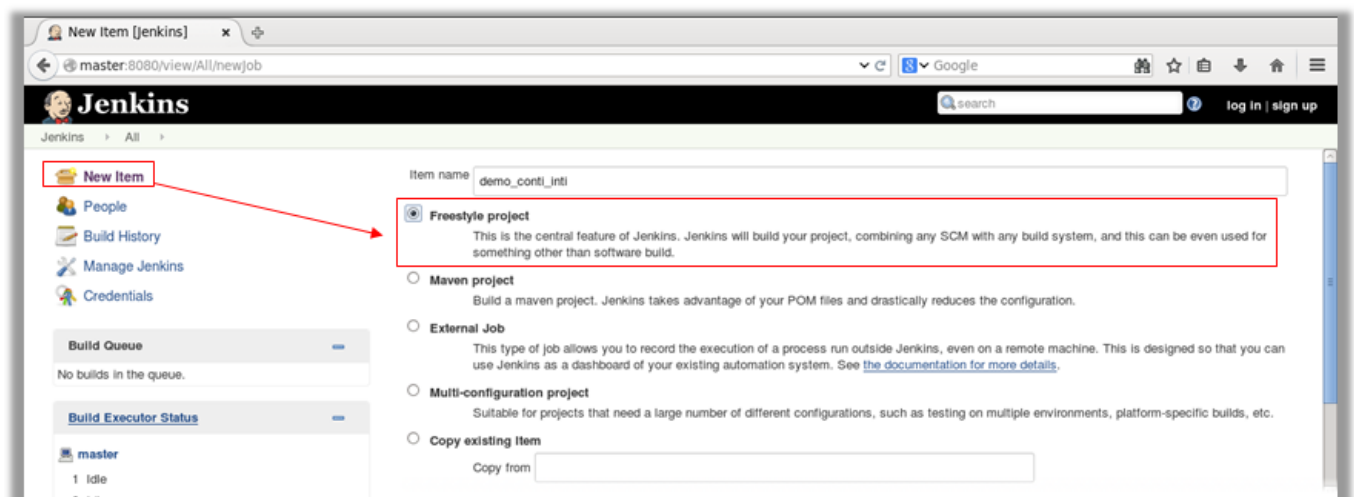 New Item [Jenkins]
master:8080/view/All/newJob
Google
Jenkins
search
log in | sign up
Jenkins
All
New Item
People
Build History
Manage Jenkins
Credentials
Build Queue
No builds in the queue.
Build Executor Status
master
1 Idle
Item name demo_conti_inti
Freestyle project
This is the central feature of Jenkins. Jenkins will build your project, combining any SCM with any build system, and this can be even used for
something other than software build.
Maven project
Build a maven project. Jenkins takes advantage of your POM files and drastically reduces the configuration.
External Job
This type of job allows you to record the execution of a process run outside Jenkins, even on a remote machine. This is designed so that you can
use Jenkins as a dashboard of your existing automation system. See the documentation for more details.
Multi-configuration project
Suitable for projects that need a large number of different configurations, such as testing on multiple environments, platform-specific builds, etc.
Copy existing Item
Copy from